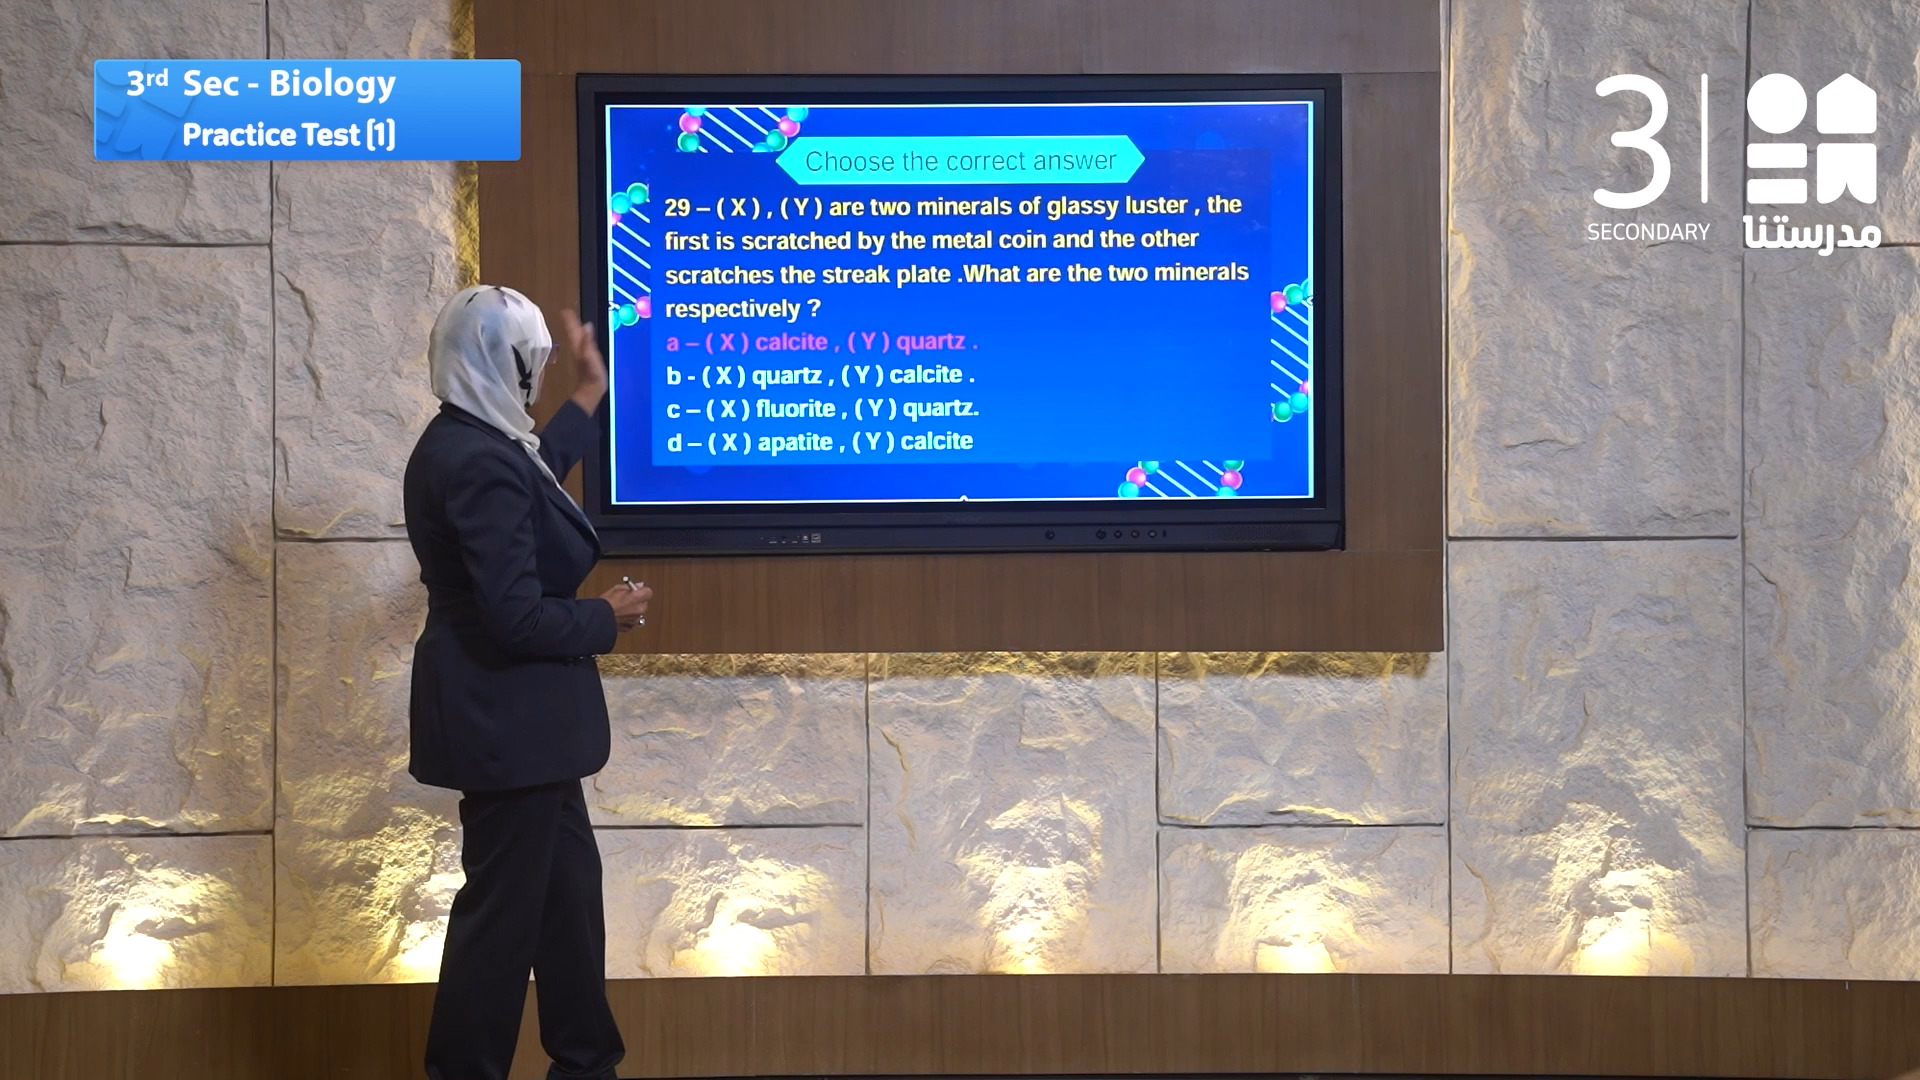 3rd Sec - Biology
Practice Test [1]
3
SECONDARY
مدرستنا
Choose the correct answer
29 – ( X ) , ( Y ) are two minerals of glassy luster , the
first is scratched by the metal coin and the other
scratches the streak plate .What are the two minerals
respectively ?
a – ( X ) calcite , ( Y ) quartz .
b - ( X ) quartz , ( Y ) calcite .
c – ( X ) fluorite , ( Y ) quartz.
d – ( X ) apatite , ( Y ) calcite